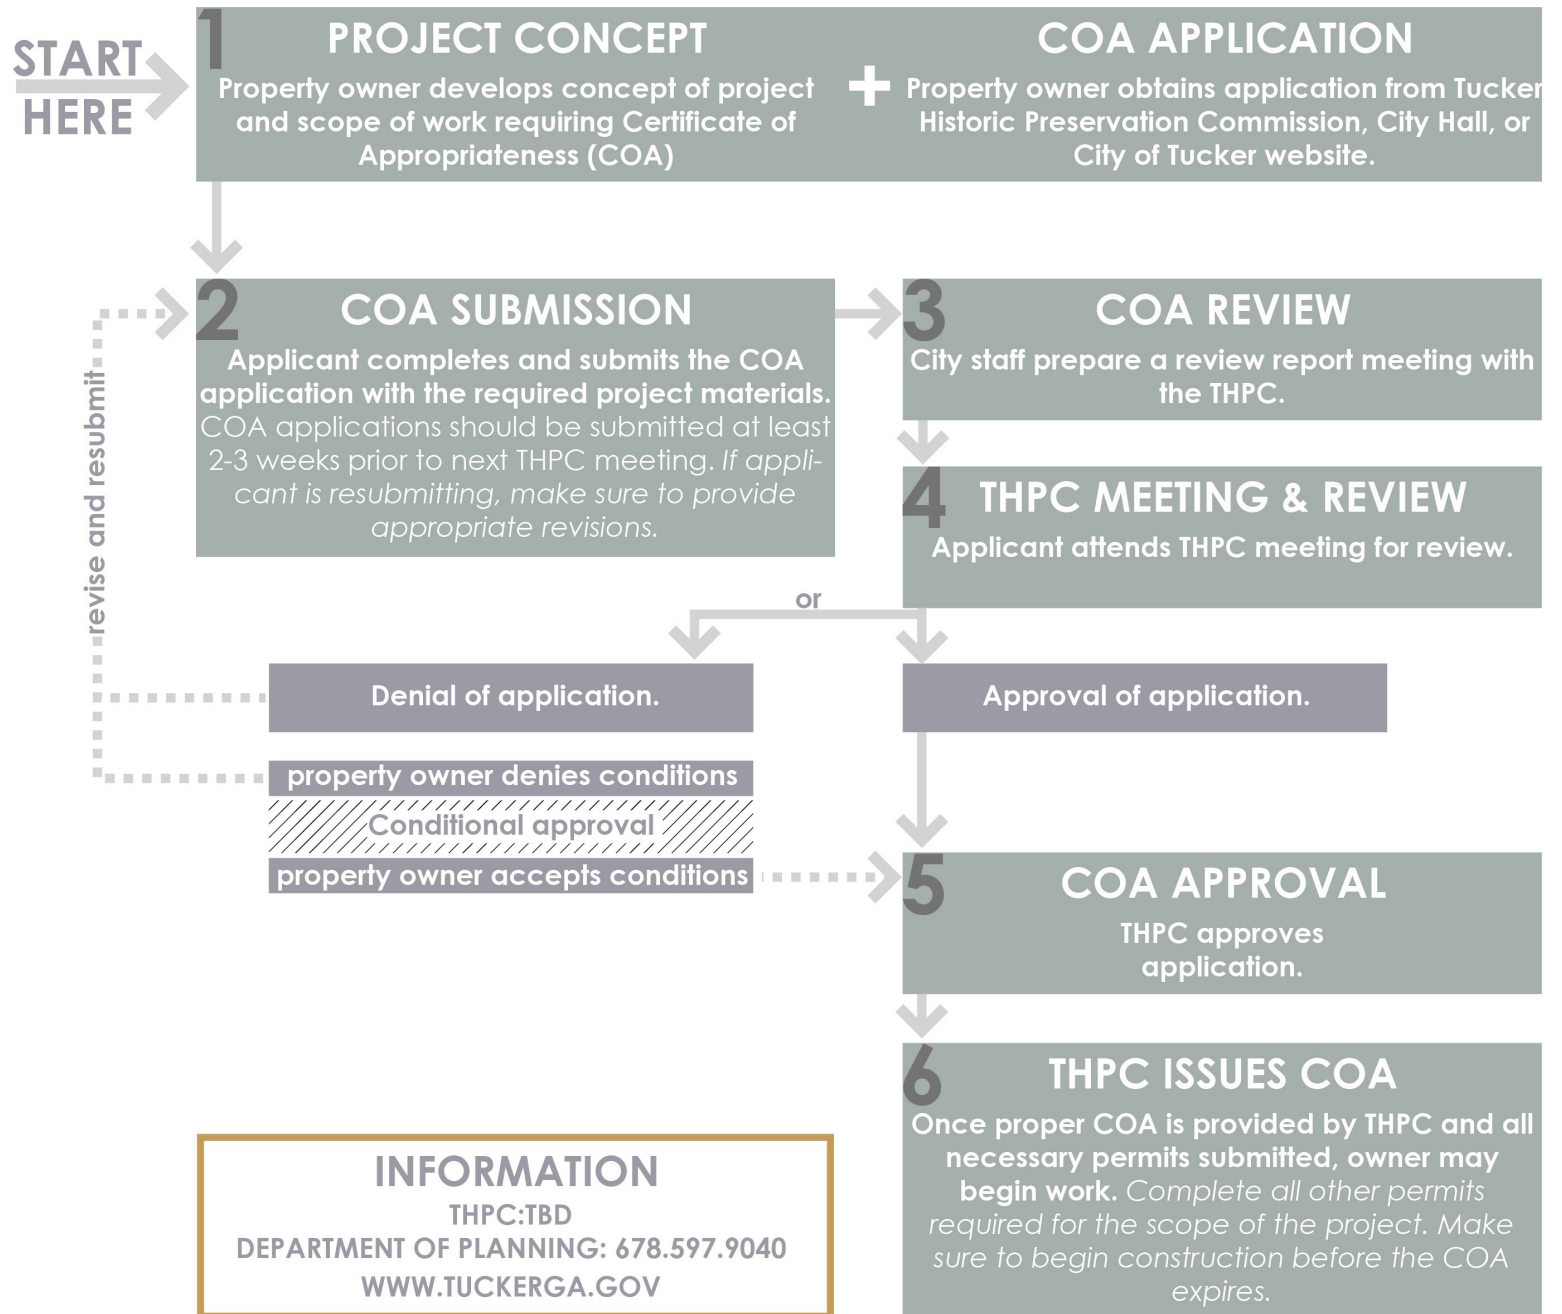 START
HERE
1
PROJECT CONCEPT
Property owner develops concept of project
and scope of work requiring Certificate of
Appropriateness (COA)
+
COA APPLICATION
Property owner obtains application from Tucker
Historic Preservation Commission, City Hall, or
City of Tucker website.
2
COA SUBMISSION
Applicant completes and submits the COA
application with the required project materials.
COA applications should be submitted at least
2-3 weeks prior to next THPC meeting. If appli-
cant is resubmitting, make sure to provide
appropriate revisions.
3
COA REVIEW
City staff prepare a review report meeting with
the THPC.
4
THPC MEETING & REVIEW
Applicant attends THPC meeting for review.
revise and resubmit
or
Denial of application.
Approval of application.
property owner denies conditions
Conditional approval
property owner accepts conditions
5
COA APPROVAL
THPC approves
application.
6
THPC ISSUES COA
Once proper COA is provided by THPC and all
necessary permits submitted, owner may
begin work. Complete all other permits
required for the scope of the project. Make
sure to begin construction before the COA
expires.
INFORMATION
THPC:TBD
DEPARTMENT OF PLANNING: 678.597.9040
WWW.TUCKERGA.GOV